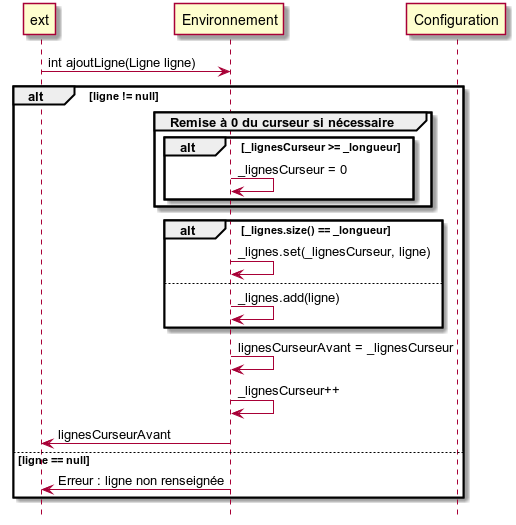 ext
Environnement
Configuration
int ajoutLigne(Ligne ligne)
alt
[ligne != null]
Remise à 0 du curseur si nécessaire
alt
[_lignesCurseur >= _longueur]
_lignesCurseur = 0
alt
[_lignes.size() == _longueur]
_lignes.set(_lignesCurseur, ligne)
_lignes.add(ligne)
lignesCurseurAvant = _lignesCurseur
_lignesCurseur++
lignesCurseurAvant
[ligne == null]
Erreur : ligne non renseignée